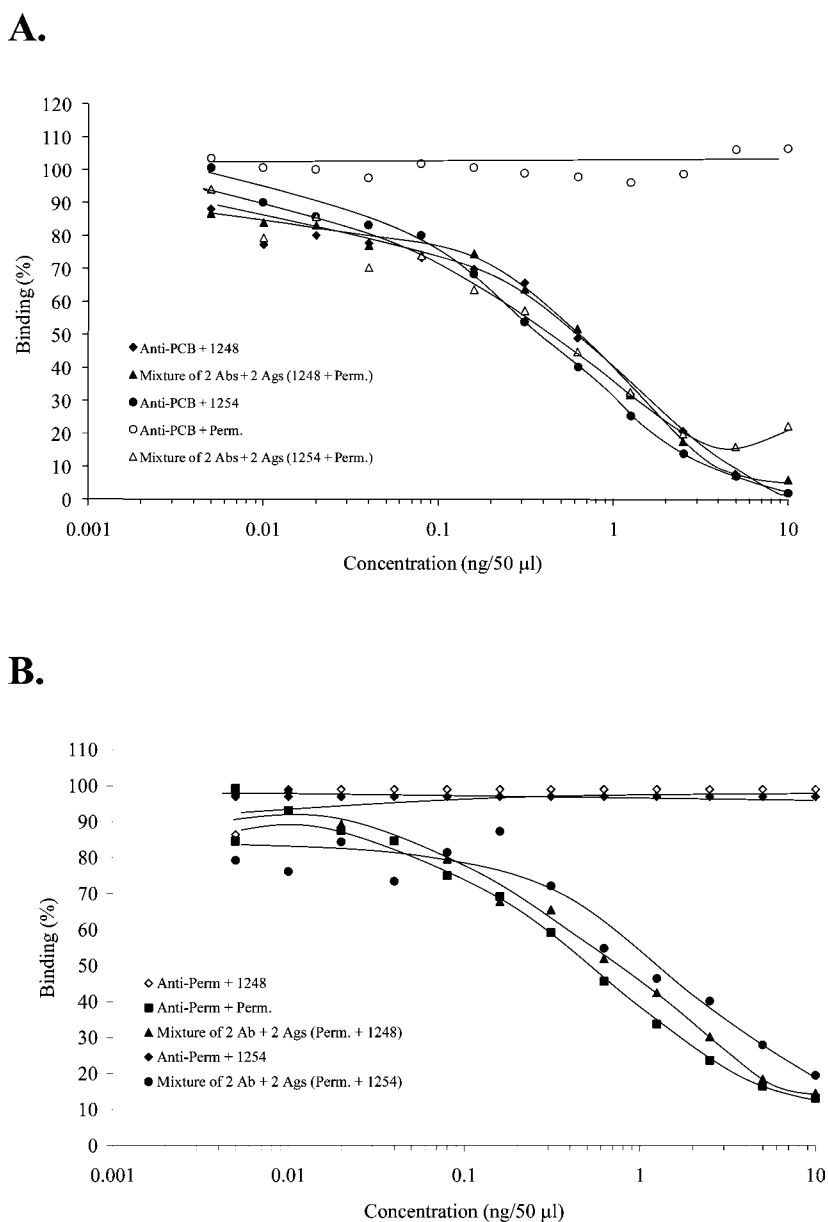 A.
120
110
100
90
80
70
60
50
40
30
20
10
0
Binding (%)
Anti-PCB + 1248
Mixture of 2 Abs + 2 Ags (1248 + Perm.)
Anti-PCB + 1254
Anti-PCB + Perm.
Mixture of 2 Abs + 2 Ags (1254 + Perm.)
0.001 0.01 0.1 1 10
Concentration (ng/50 µl)
B.
110
100
90
80
70
60
50
40
30
20
10
0
Binding (%)
Anti-Perm + 1248
Anti-Perm + Perm.
Mixture of 2 Ab + 2 Ags (Perm. + 1248)
Anti-Perm + 1254
Mixture of 2 Ab + 2 Ags (Perm. + 1254)
0.001 0.01 0.1 1 10
Concentration (ng/50 µl)